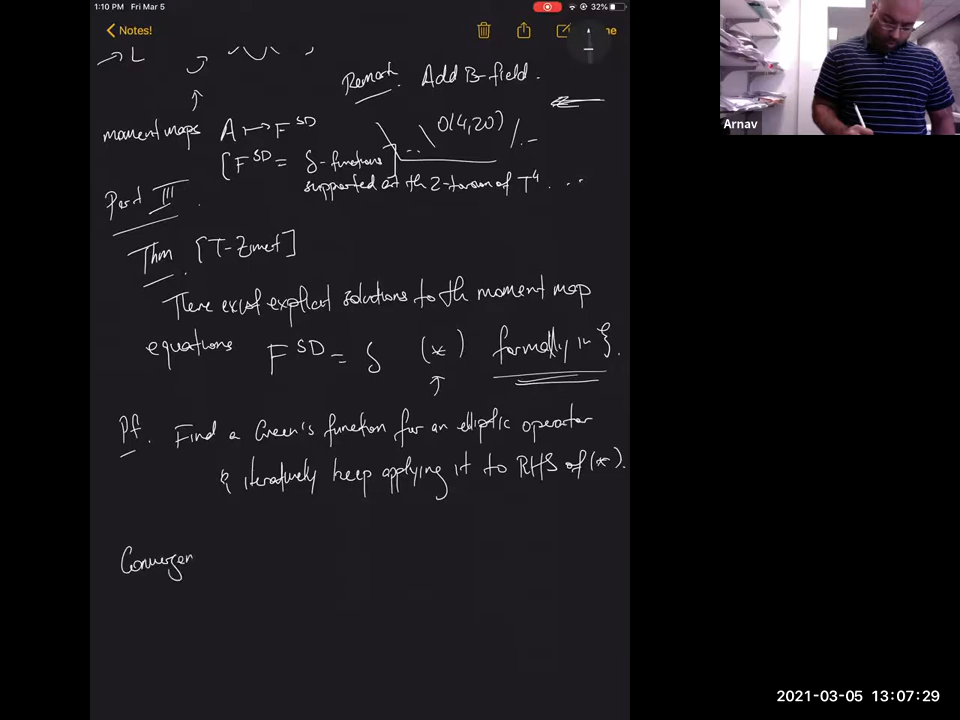 1:10 PM Fri Mar 5
32%
Notes!
→ L
Remark. Add B-field.
moment maps A ↦ F^SD
O(4,20)
[F^SD = δ-functions]
supported at the 2-torsion of T^4 ...
Part III.
Thm. [T-Zimet]
There exist explicit solutions to the moment map
equations F^SD = δ (*) formally in ξ.
Pf. Find a Green's function for an elliptic operator
& iteratively keep applying it to RHS of (*).
Convergen
Arnav
2021-03-05 13:07:29